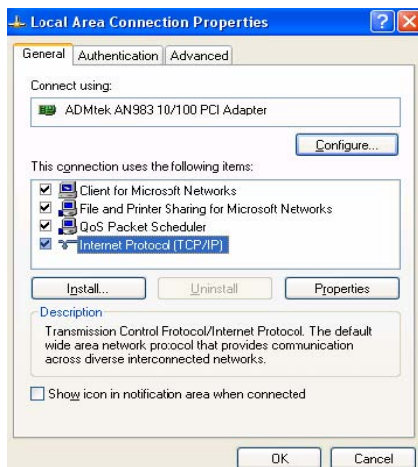 Local Area Connection Properties
General Authentication Advanced
Connect using:
ADMtek AN983 10/100 PCI Adapter
Configure...
This connection uses the following items:
Client for Microsoft Networks
File and Printer Sharing for Microsoft Networks
QoS Packet Scheduler
Internet Protocol (TCP/IP)
Install... Uninstall Properties
Description
Transmission Control Protocol/Internet Protocol. The default
wide area network protocol that provides communication
across diverse interconnected networks.
Show icon in notification area when connected
OK Cancel